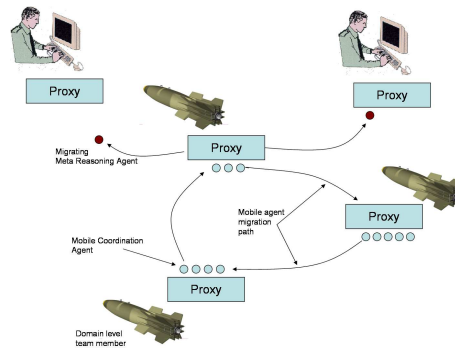 Proxy
Proxy
Migrating
Meta Reasoning Agent
Proxy
Mobile agent
migration
path
Proxy
Mobile Coordination
Agent
Proxy
Domain level
team member